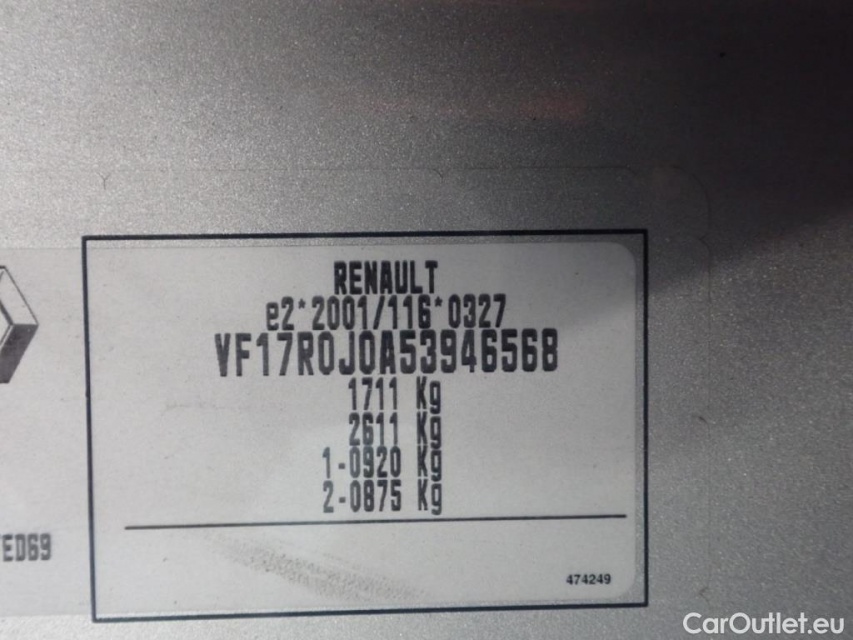 RENAULT
e2*2001/116*0327
VF17R0J0A53946568
1711 Kg
2611 Kg
1-0920 Kg
2-0875 Kg
ED69
474249
CarOutlet.eu